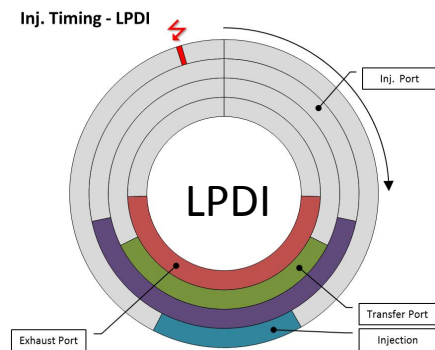 Inj. Timing - LPDI
Inj. Port
LPDI
Transfer Port
Exhaust Port
Injection